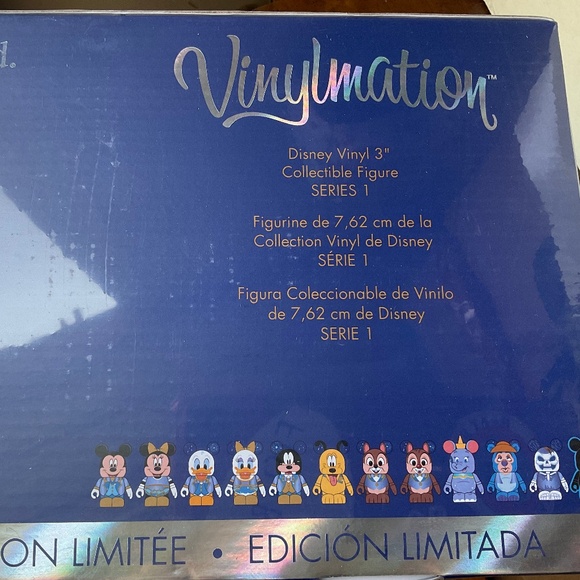 d.
Vinylmation™
Disney Vinyl 3"
Collectible Figure
SERIES 1
Figurine de 7,62 cm de la
Collection Vinyl de Disney
SÉRIE 1
Figura Coleccionable de Vinilo
de 7,62 cm de Disney
SERIE 1
ON LIMITÉE • EDICIÓN LIMITADA